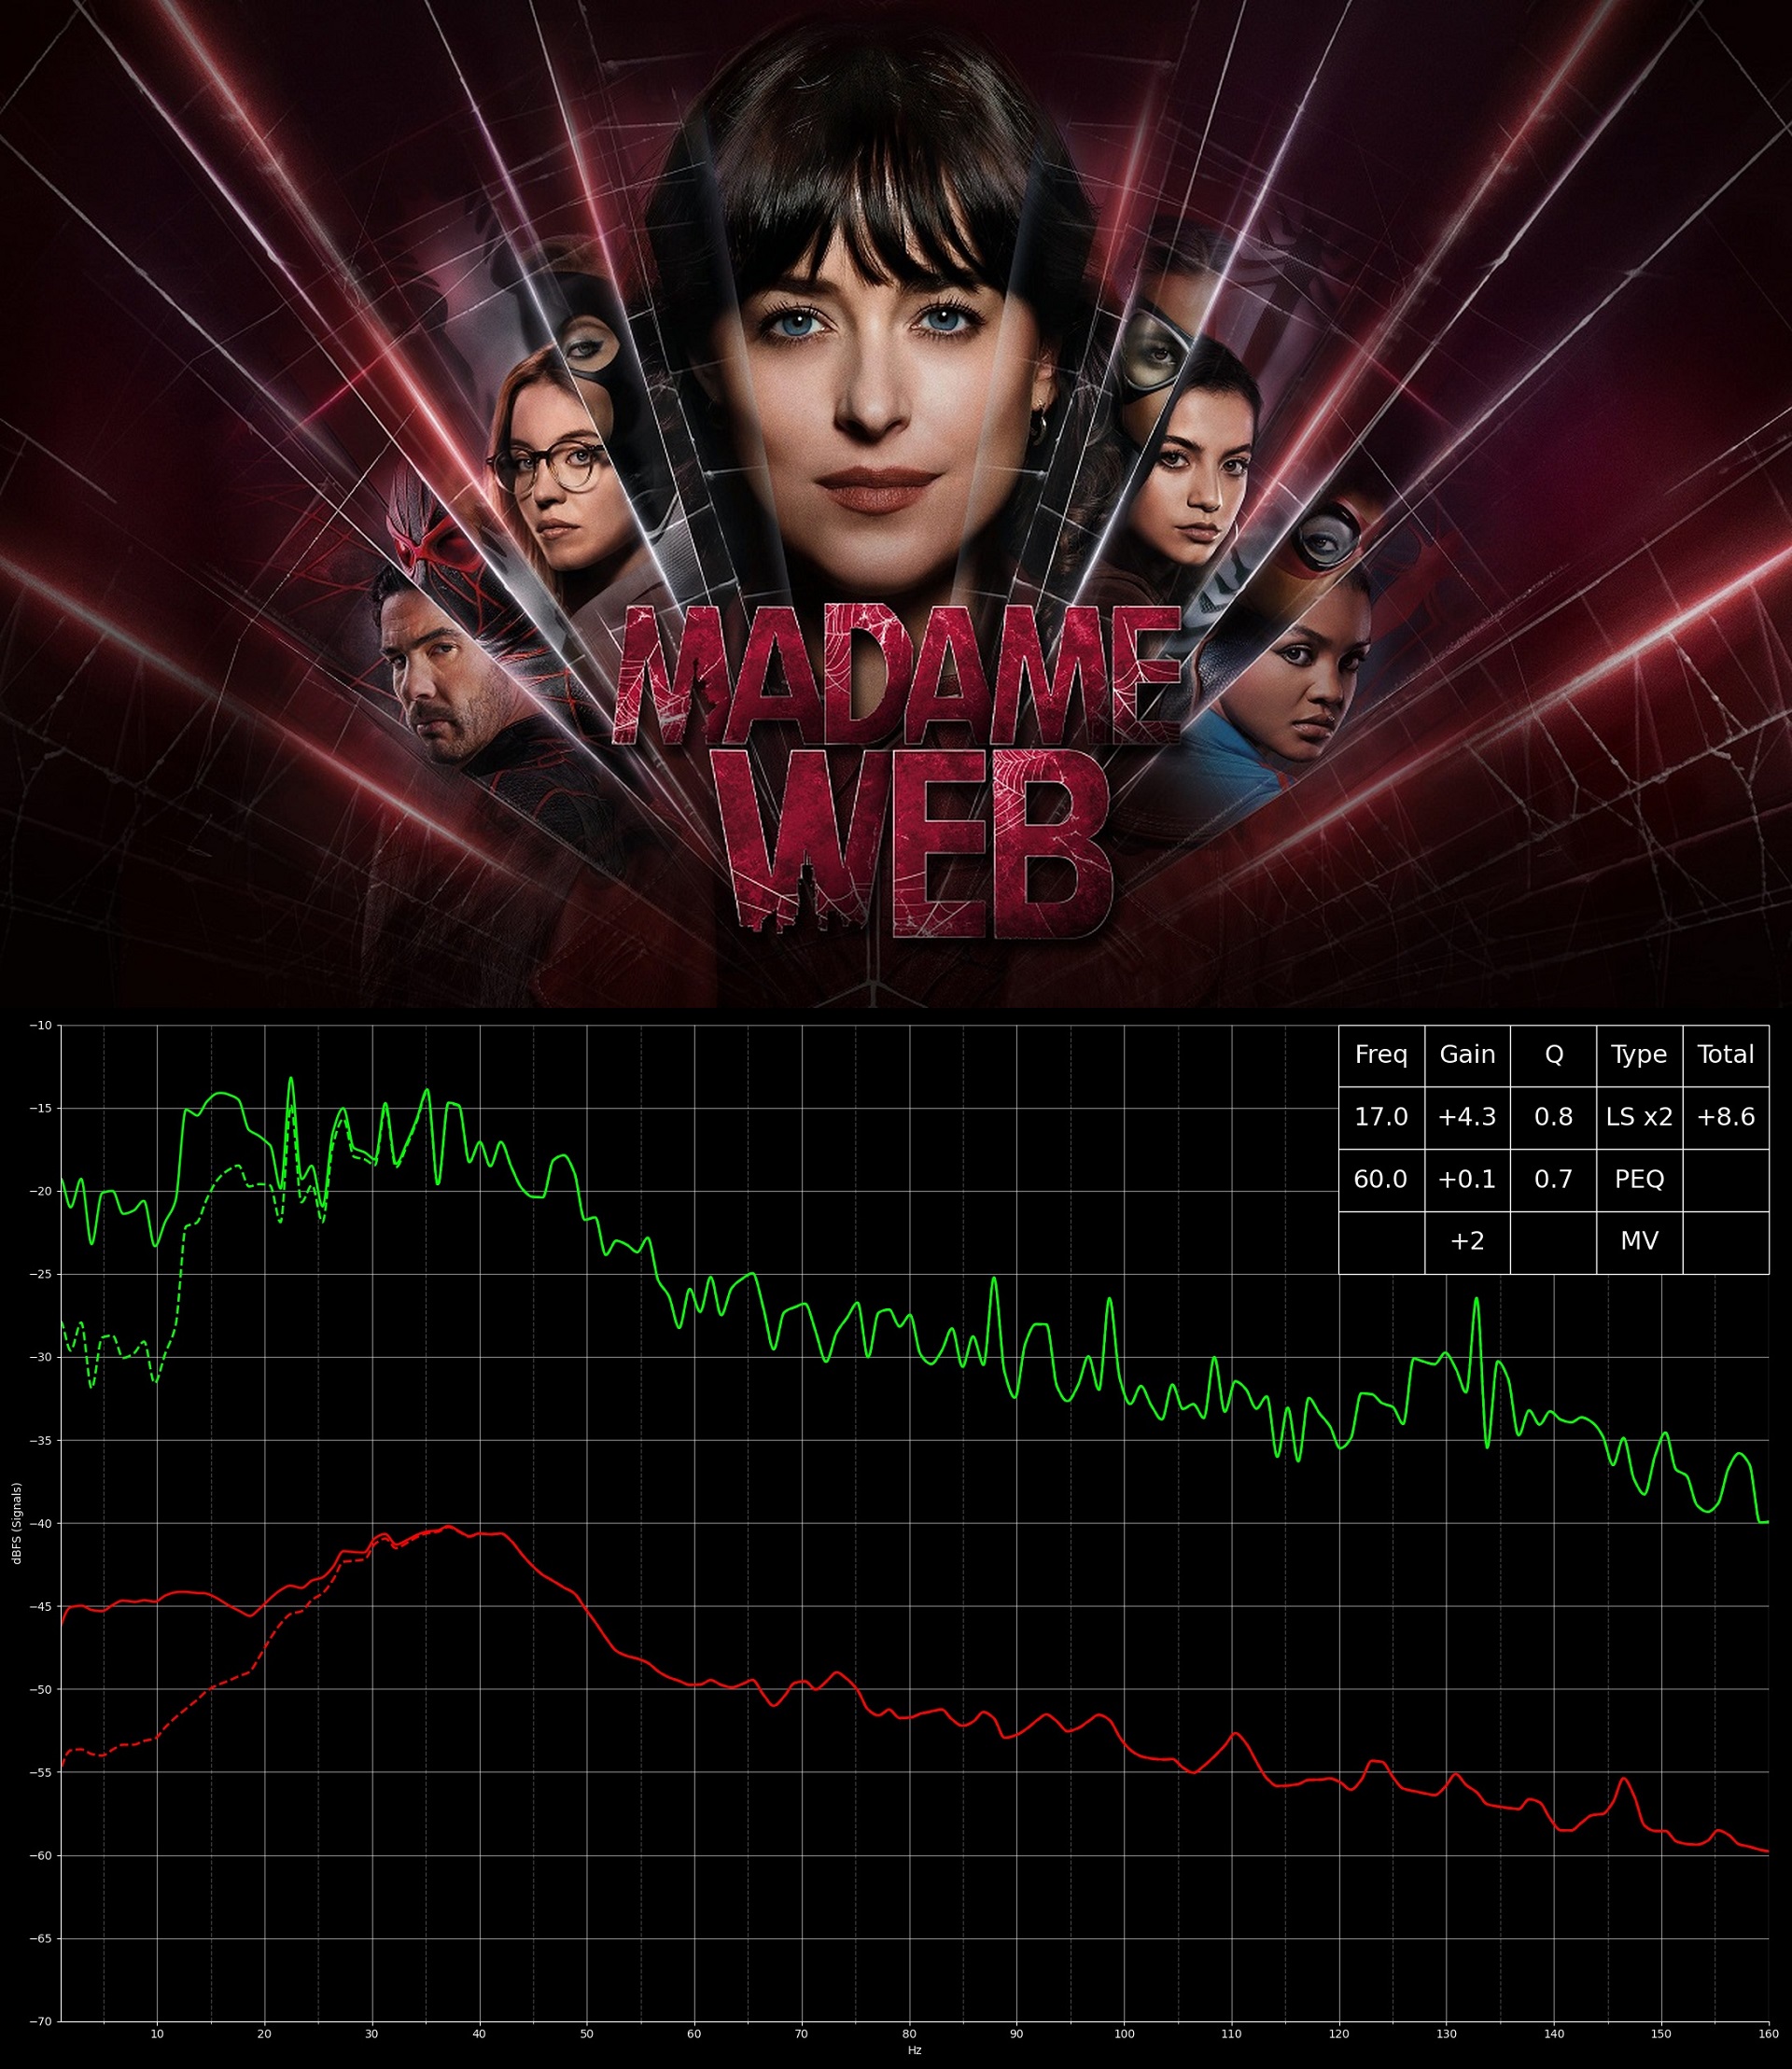 MADAME
WEB
Freq Gain Q Type Total
17.0 +4.3 0.8 LS x2 +8.6
60.0 +0.1 0.7 PEQ
+2 MV
−10
−15
−20
−25
−30
−35
−40
−45
−50
−55
−60
−65
−70
dBFS (Signals)
10 20 30 40 50 60 70 80 90 100 110 120 130 140 150 160
Hz